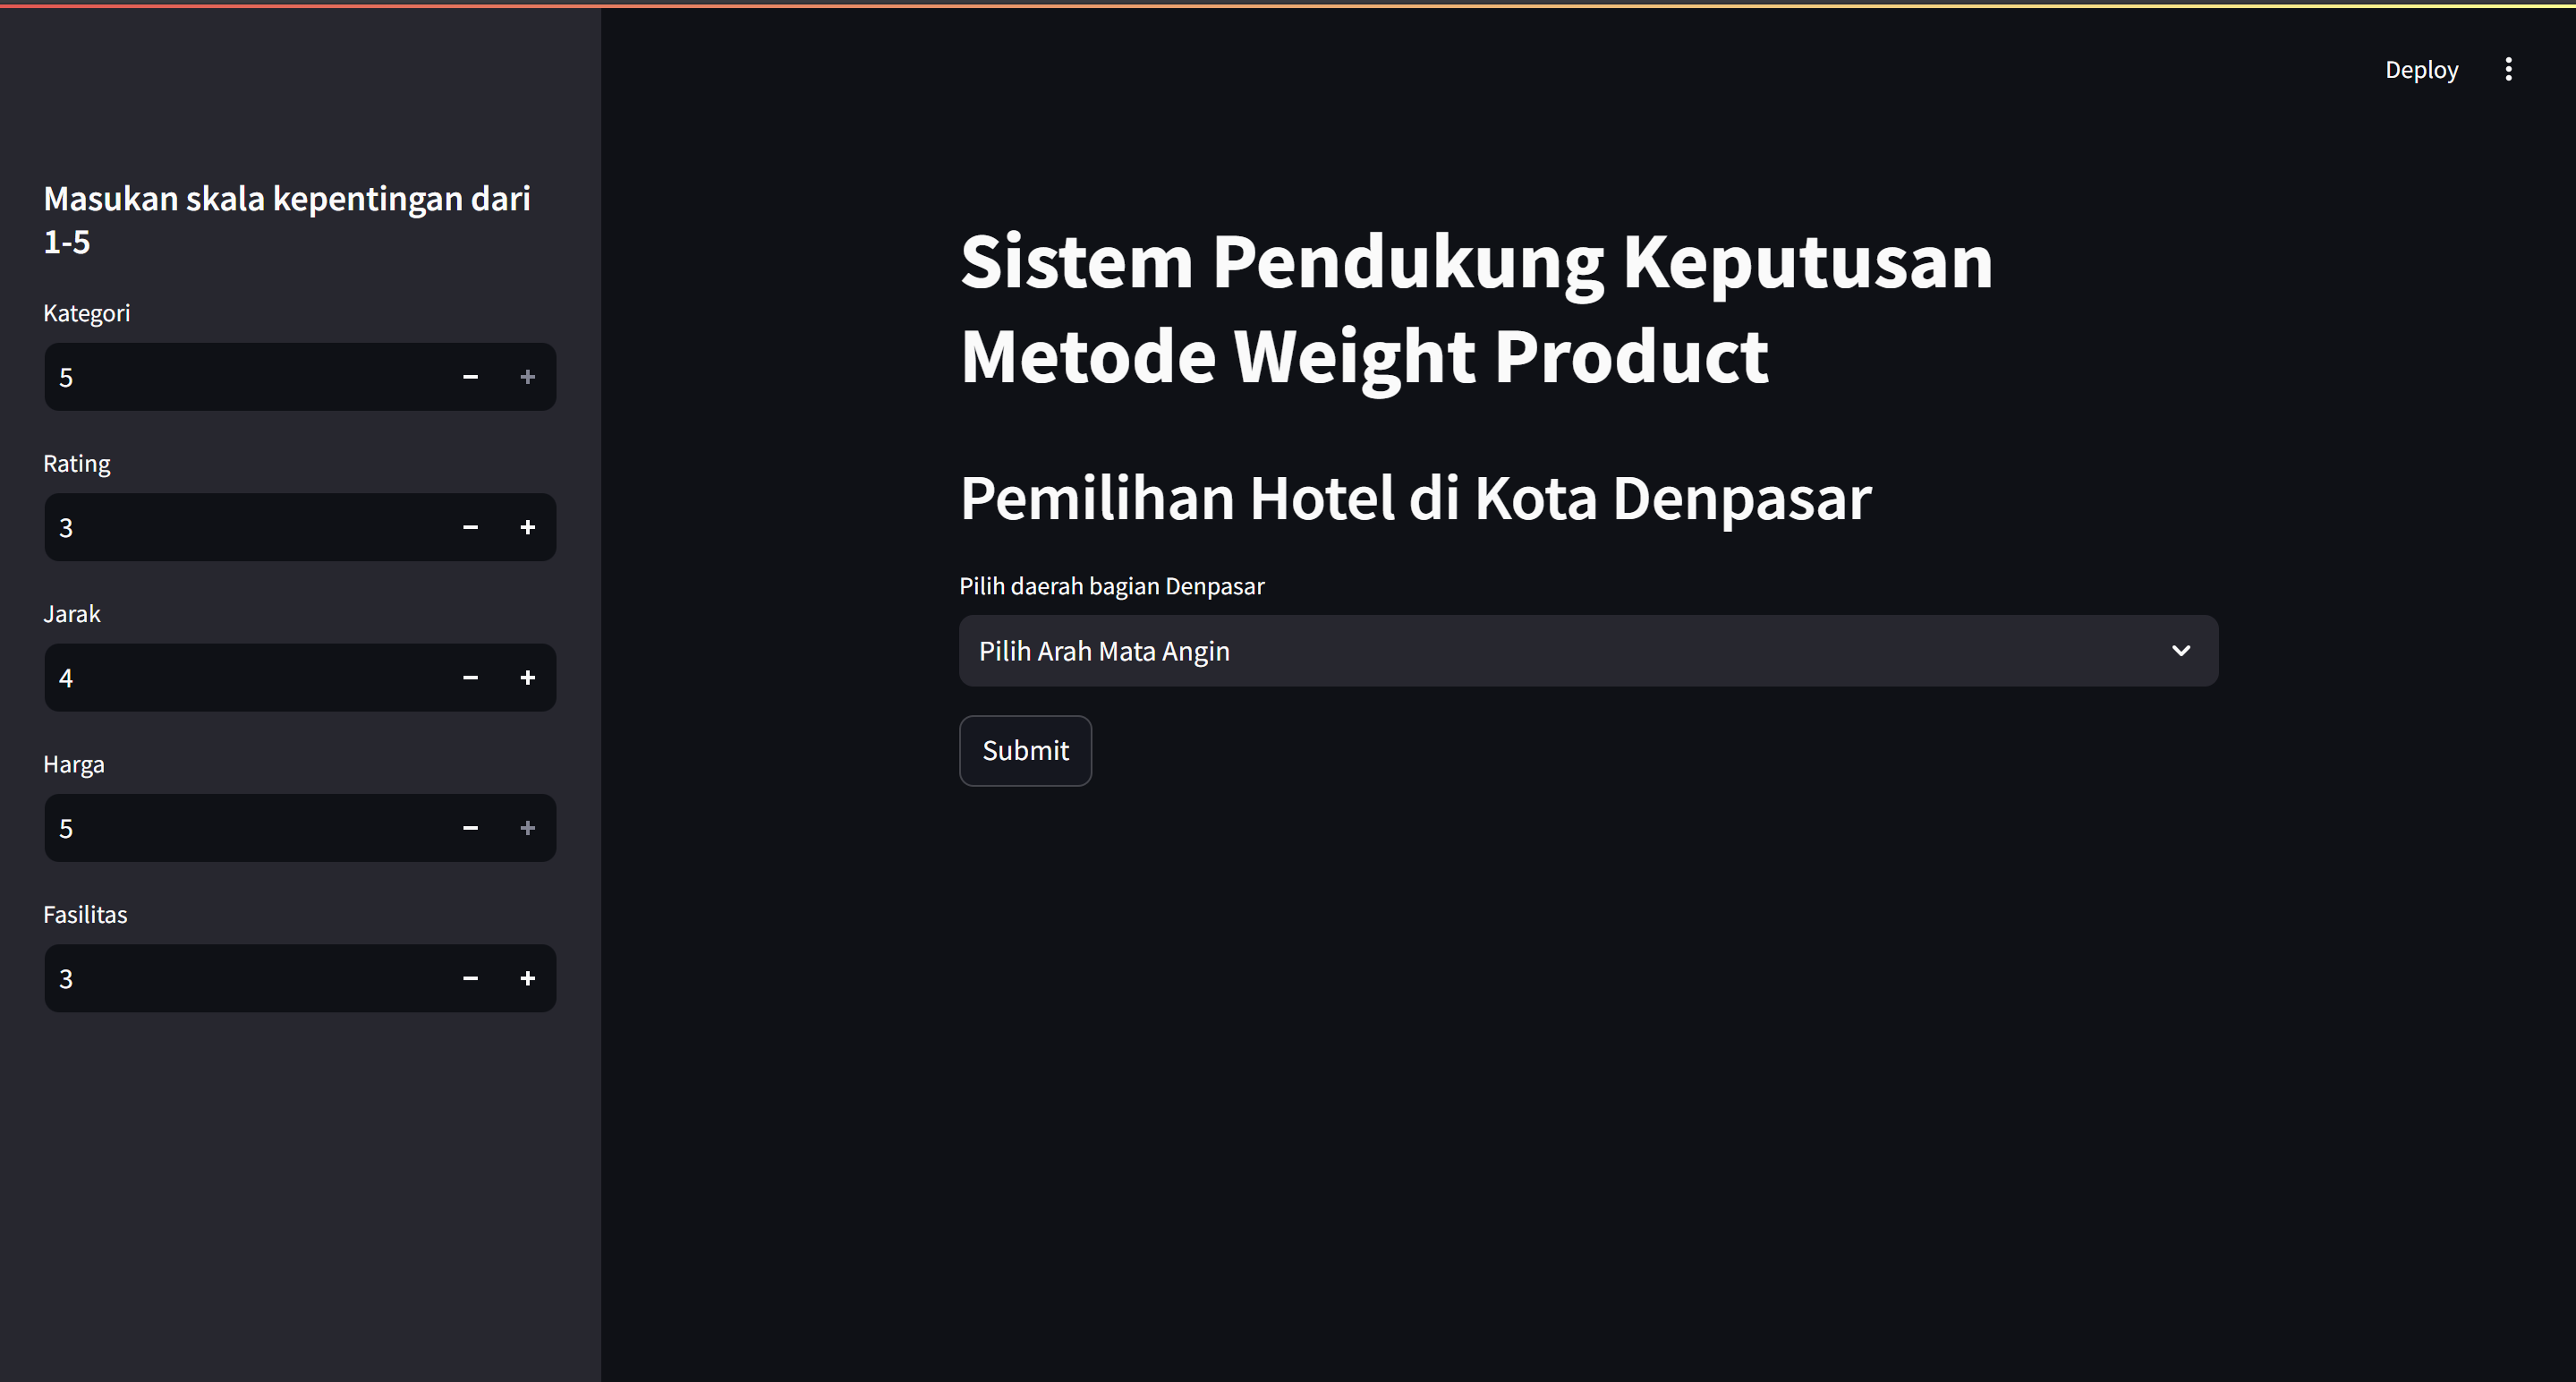 Deploy
Masukan skala kepentingan dari
1-5
Kategori
5
Rating
3
Jarak
4
Harga
5
Fasilitas
3
Sistem Pendukung Keputusan
Metode Weight Product
Pemilihan Hotel di Kota Denpasar
Pilih daerah bagian Denpasar
Pilih Arah Mata Angin
Submit